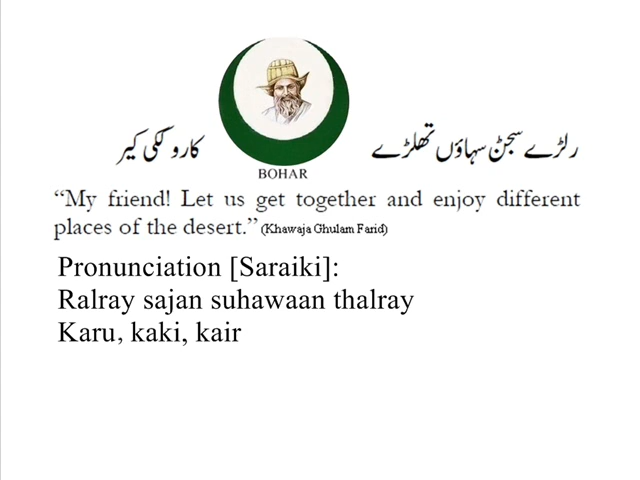 رلڑے سجنْ سہاؤں تھلڑے کارو ککی کیر
BOHAR
“My friend! Let us get together and enjoy different
places of the desert.” (Khawaja Ghulam Farid)
Pronunciation [Saraiki]:
Ralray sajan suhawaan thalray
Karu, kaki, kair